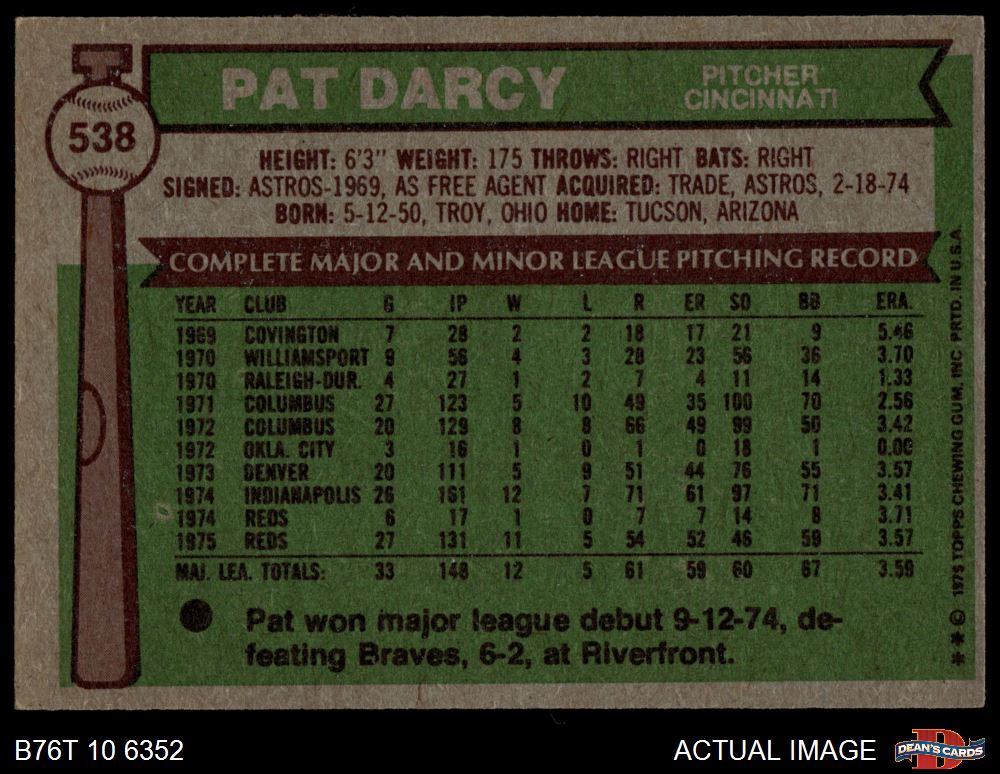 538
PAT DARCY
PITCHER
CINCINNATI
HEIGHT: 6'3" WEIGHT: 175 THROWS: RIGHT BATS: RIGHT
SIGNED: ASTROS-1969, AS FREE AGENT ACQUIRED: TRADE, ASTROS, 2-18-74
BORN: 5-12-50, TROY, OHIO HOME: TUCSON, ARIZONA
COMPLETE MAJOR AND MINOR LEAGUE PITCHING RECORD
YEAR CLUB G IP W L R ER SO BB ERA.
1969 COVINGTON 7 28 2 2 18 17 21 9 5.46
1970 WILLIAMSPORT 9 56 4 3 28 23 56 36 3.70
1970 RALEIGH-DUR. 4 27 1 2 7 4 11 14 1.33
1971 COLUMBUS 27 123 5 10 49 35 100 70 2.56
1972 COLUMBUS 20 129 8 8 66 49 99 50 3.42
1972 OKLA. CITY 3 16 1 0 1 0 18 1 0.00
1973 DENVER 20 111 5 9 51 44 76 55 3.57
1974 INDIANAPOLIS 26 161 12 7 71 61 97 71 3.41
1974 REDS 6 17 1 0 7 7 14 8 3.71
1975 REDS 27 131 11 5 54 52 46 59 3.57
MAJ. LEA. TOTALS: 33 148 12 5 61 59 60 67 3.59
Pat won major league debut 9-12-74, de-
feating Braves, 6-2, at Riverfront.
** © 1975 TOPPS CHEWING GUM, INC PRTD. IN U.S.A.
B76T 10 6352
ACTUAL IMAGE
DEAN'S CARDS